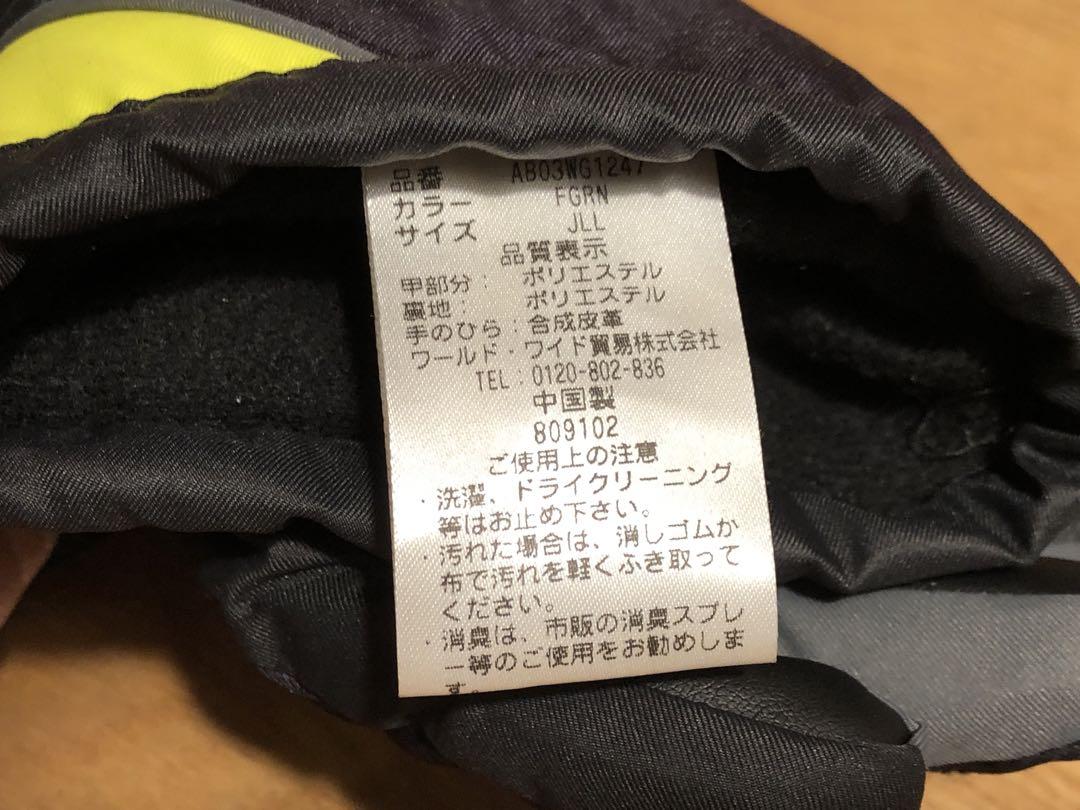 品番 AB03WG1247
カラー FGRN
サイズ JLL
品質表示
甲部分： ポリエステル
裏地： ポリエステル
手のひら：合成皮革
ワールド・ワイド貿易株式会社
TEL：0120-802-836
中国製
809102
ご使用上の注意
・洗濯、ドライクリーニング
等はお止め下さい。
・汚れた場合は、消しゴムか
布で汚れを軽くふき取って
ください。
・消臭は、市販の消臭スプレ
ー等のご使用をお勧めしま
す。